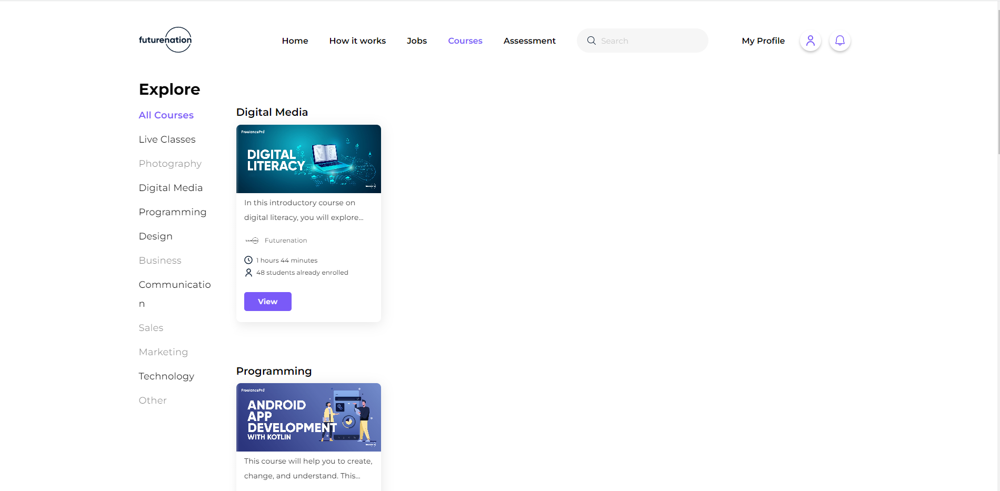 futurenation
Home
How it works
Jobs
Courses
Assessment
Search
My Profile
Explore
All Courses
Live Classes
Photography
Digital Media
Programming
Design
Business
Communicatio
n
Sales
Marketing
Technology
Other
Digital Media
FreelancePro
DIGITAL
LITERACY
In this introductory course on
digital literacy, you will explore...
Futurenation
1 hours 44 minutes
48 students already enrolled
View
Programming
FreelancePro
ANDROID
APP
DEVELOPMENT
WITH KOTLIN
This course will help you to create,
change, and understand. This...